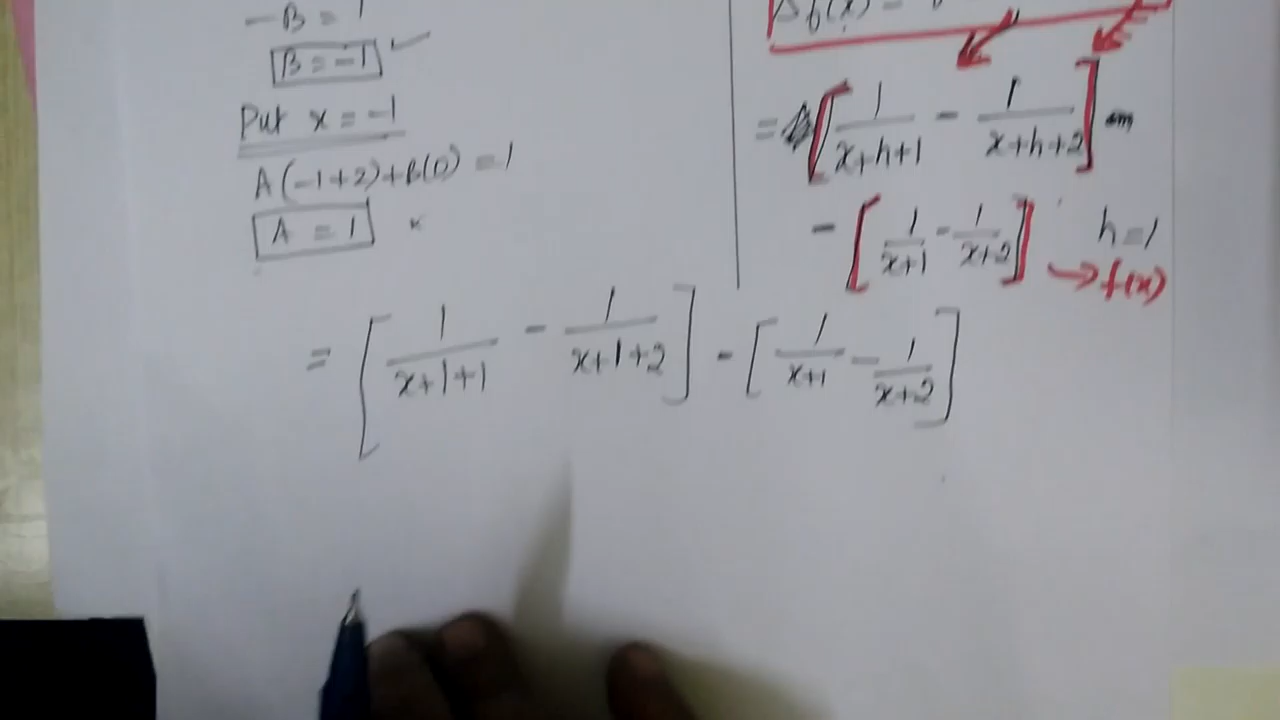 -B = 1
B = -1
Put x = -1
A(-1+2)+B(0) = 1
A = 1
Δf(x) =
= [1/(x+h+1) - 1/(x+h+2)]
- [1/(x+1) - 1/(x+2)] h=1
→ f(x)
= [1/(x+1+1) - 1/(x+1+2)] - [1/(x+1) - 1/(x+2)]